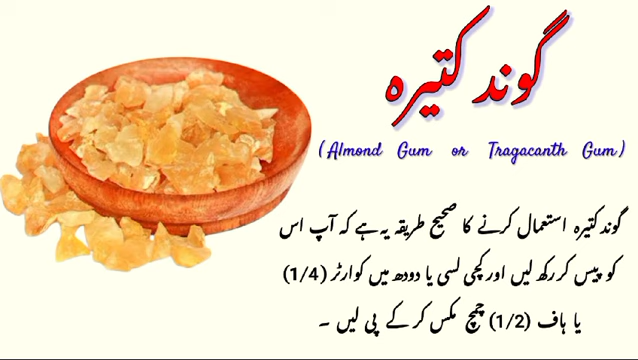 گوند کتیرہ
(Almond Gum or Tragacanth Gum)
گوند کتیرہ استعمال کرنے کا صحیح طریقہ یہ ہے کہ آپ اس
کو پیس کر رکھ لیں اور کچی لسی یا دودھ میں کوارٹر (1/4)
یا ہاف (1/2) چمچ مکس کر کے پی لیں ۔